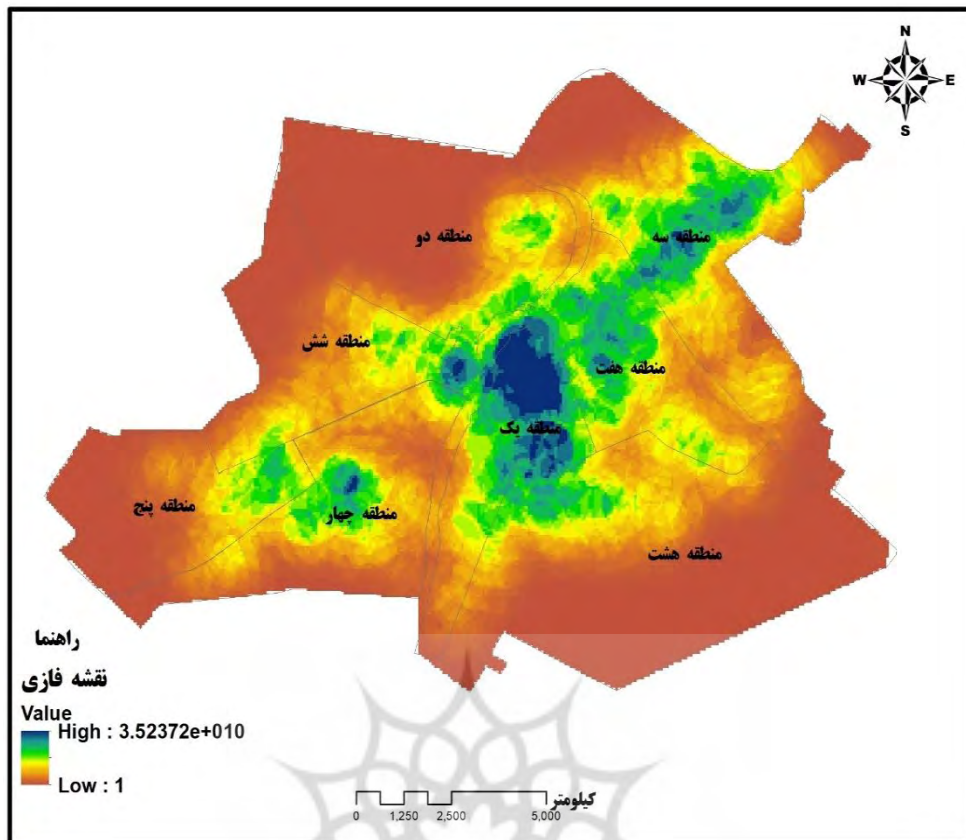 N
W E
S
منطقه سه
منطقه دو
منطقه شش
منطقه هفت
منطقه یک
منطقه پنج
منطقه چهار
منطقه هشت
راهنما
نقشه فازی
Value
High : 3.52372e+010
Low : 1
کیلومتر
0 1,250 2,500 5,000